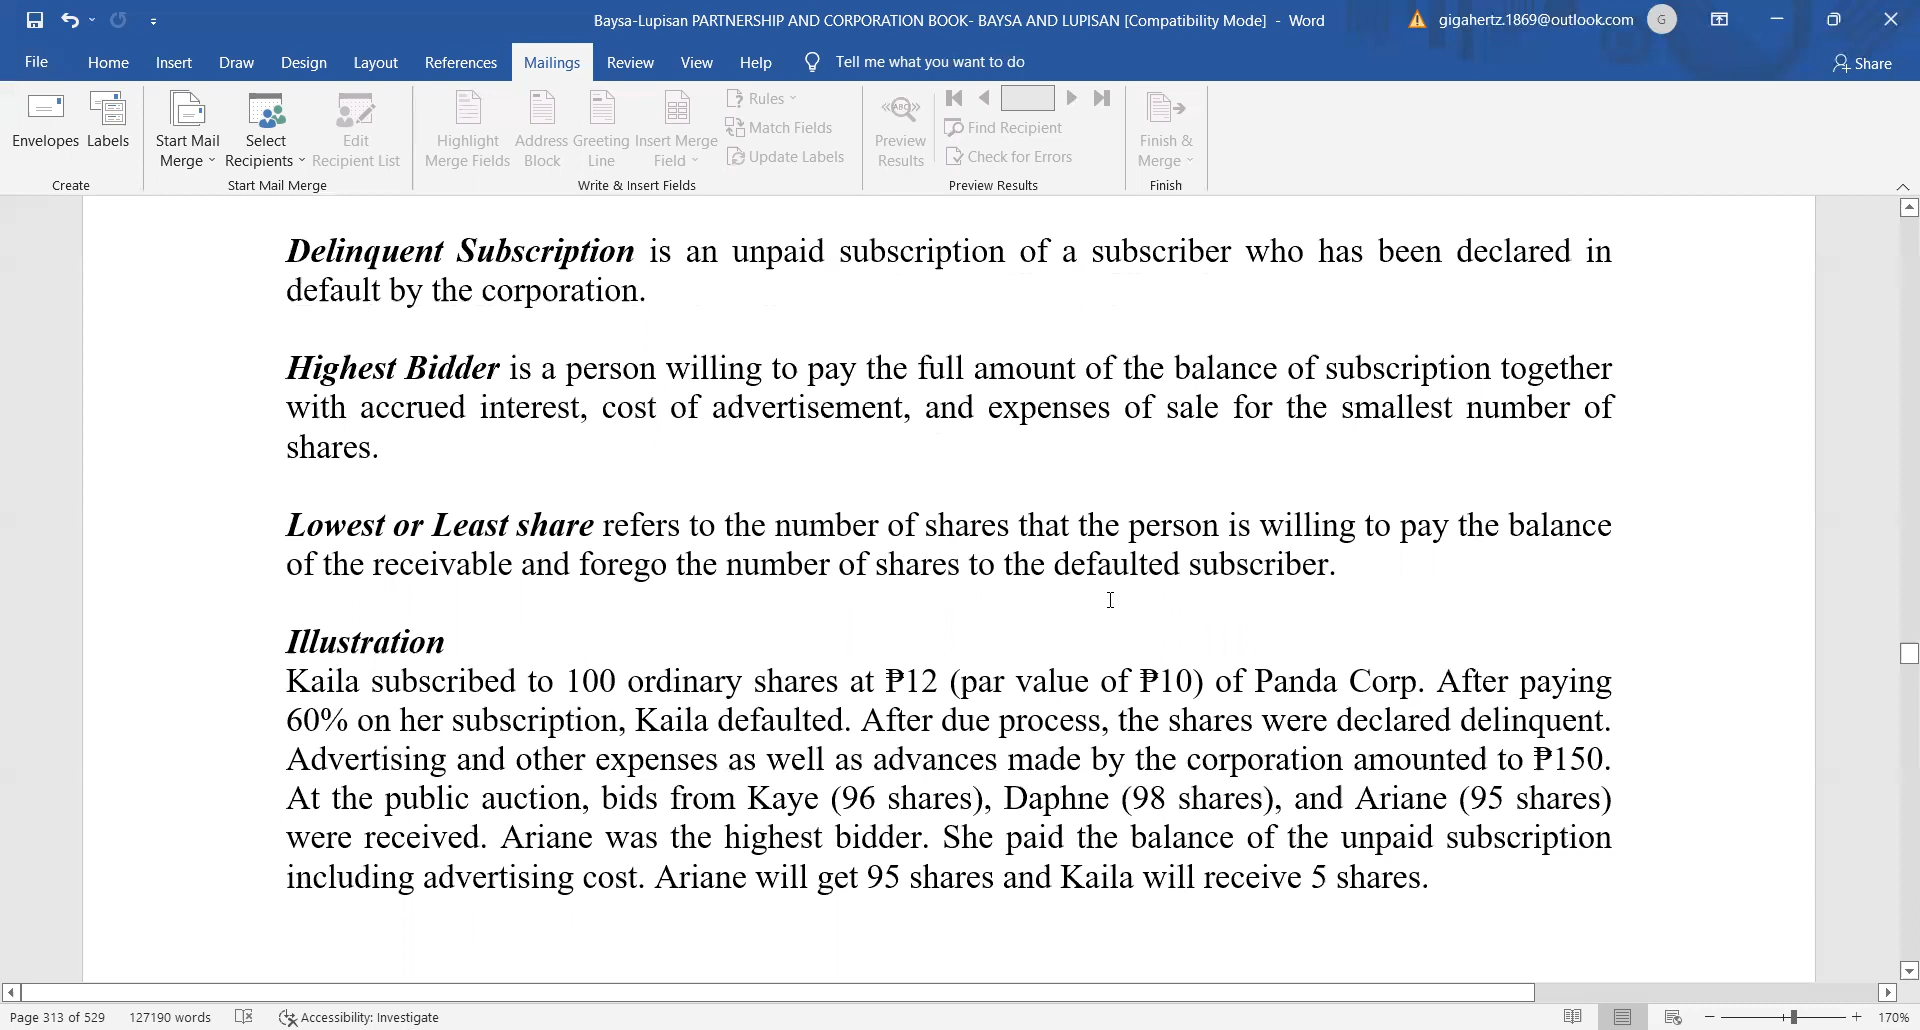 Baysa-Lupisan PARTNERSHIP AND CORPORATION BOOK- BAYSA AND LUPISAN [Compatibility Mode] - Word
gigahertz.1869@outlook.com G
File Home Insert Draw Design Layout References Mailings Review View Help Tell me what you want to do Share
Envelopes Labels
Create
Start Mail Merge
Select Recipients
Edit Recipient List
Start Mail Merge
Highlight Merge Fields
Address Block
Greeting Line
Insert Merge Field
Rules
Match Fields
Update Labels
Write & Insert Fields
ABC
Preview Results
Find Recipient
Check for Errors
Preview Results
Finish & Merge
Finish
Delinquent Subscription is an unpaid subscription of a subscriber who has been declared in
default by the corporation.
Highest Bidder is a person willing to pay the full amount of the balance of subscription together
with accrued interest, cost of advertisement, and expenses of sale for the smallest number of
shares.
Lowest or Least share refers to the number of shares that the person is willing to pay the balance
of the receivable and forego the number of shares to the defaulted subscriber.
Illustration
Kaila subscribed to 100 ordinary shares at ₱12 (par value of ₱10) of Panda Corp. After paying
60% on her subscription, Kaila defaulted. After due process, the shares were declared delinquent.
Advertising and other expenses as well as advances made by the corporation amounted to ₱150.
At the public auction, bids from Kaye (96 shares), Daphne (98 shares), and Ariane (95 shares)
were received. Ariane was the highest bidder. She paid the balance of the unpaid subscription
including advertising cost. Ariane will get 95 shares and Kaila will receive 5 shares.
Page 313 of 529 127190 words Accessibility: Investigate 170%